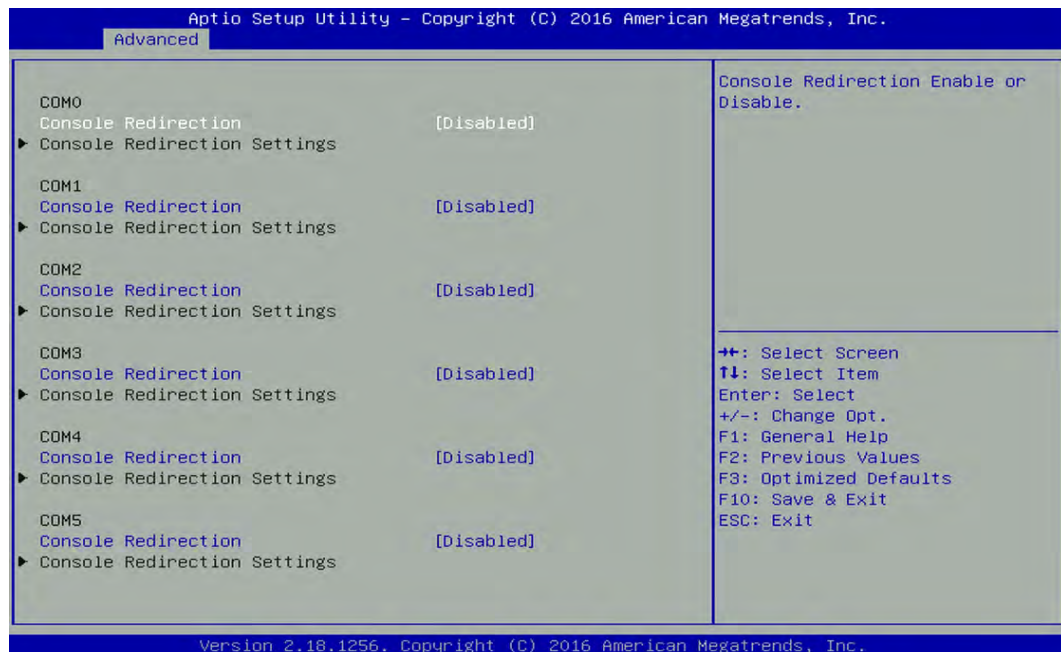 Aptio Setup Utility – Copyright (C) 2016 American Megatrends, Inc.
Advanced
COM0
Console Redirection [Disabled]
▶ Console Redirection Settings
COM1
Console Redirection [Disabled]
▶ Console Redirection Settings
COM2
Console Redirection [Disabled]
▶ Console Redirection Settings
COM3
Console Redirection [Disabled]
▶ Console Redirection Settings
COM4
Console Redirection [Disabled]
▶ Console Redirection Settings
COM5
Console Redirection [Disabled]
▶ Console Redirection Settings
Console Redirection Enable or
Disable.
→←: Select Screen
↑↓: Select Item
Enter: Select
+/-: Change Opt.
F1: General Help
F2: Previous Values
F3: Optimized Defaults
F10: Save & Exit
ESC: Exit
Version 2.18.1256. Copyright (C) 2016 American Megatrends, Inc.